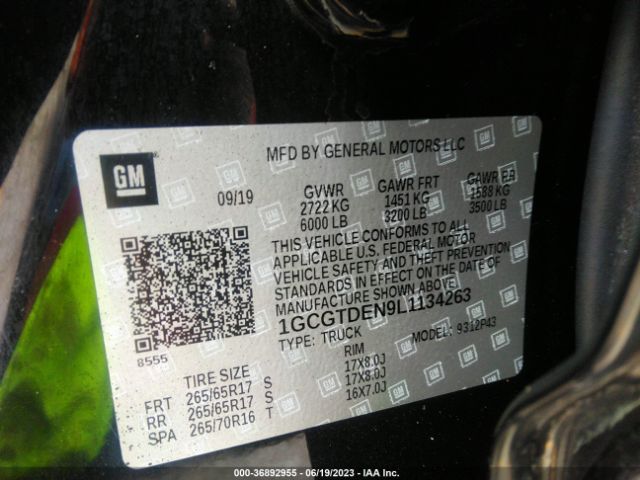 GM
MFD BY GENERAL MOTORS LLC
09/19 GVWR GAWR FRT GAWR RR
2722 KG 1451 KG 1588 KG
6000 LB 3200 LB 3500 LB
THIS VEHICLE CONFORMS TO ALL
APPLICABLE U.S. FEDERAL MOTOR
VEHICLE SAFETY AND THEFT PREVENTION
STANDARDS IN EFFECT ON THE DATE OF
MANUFACTURE SHOWN ABOVE.
1GCGTDEN9L1134263
8555 TYPE: TRUCK MODEL: 9312P43
TIRE SIZE RIM
FRT 265/65R17 S 17X8.0J
RR 265/65R17 S 17X8.0J
SPA 265/70R16 T 16X7.0J
000-36892955 - 06/19/2023 - IAA Inc.